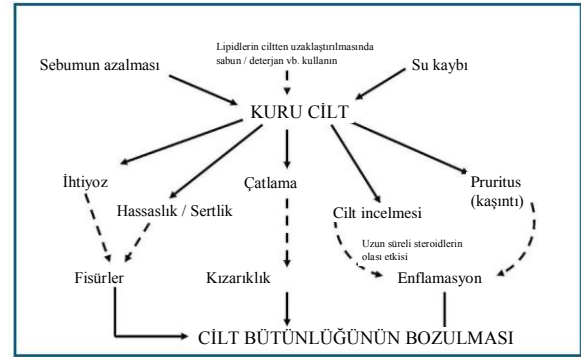 Lipidlerin ciltten uzaklaştırılmasında
sabun / deterjan vb. kullanın
Sebumun azalması
Su kaybı
KURU CİLT
İhtiyoz
Hassaslık / Sertlik
Çatlama
Cilt incelmesi
Pruritus
(kaşıntı)
Uzun süreli steroidlerin
olası etkisi
Fisürler
Kızarıklık
Enflamasyon
CİLT BÜTÜNLÜĞÜNÜN BOZULMASI